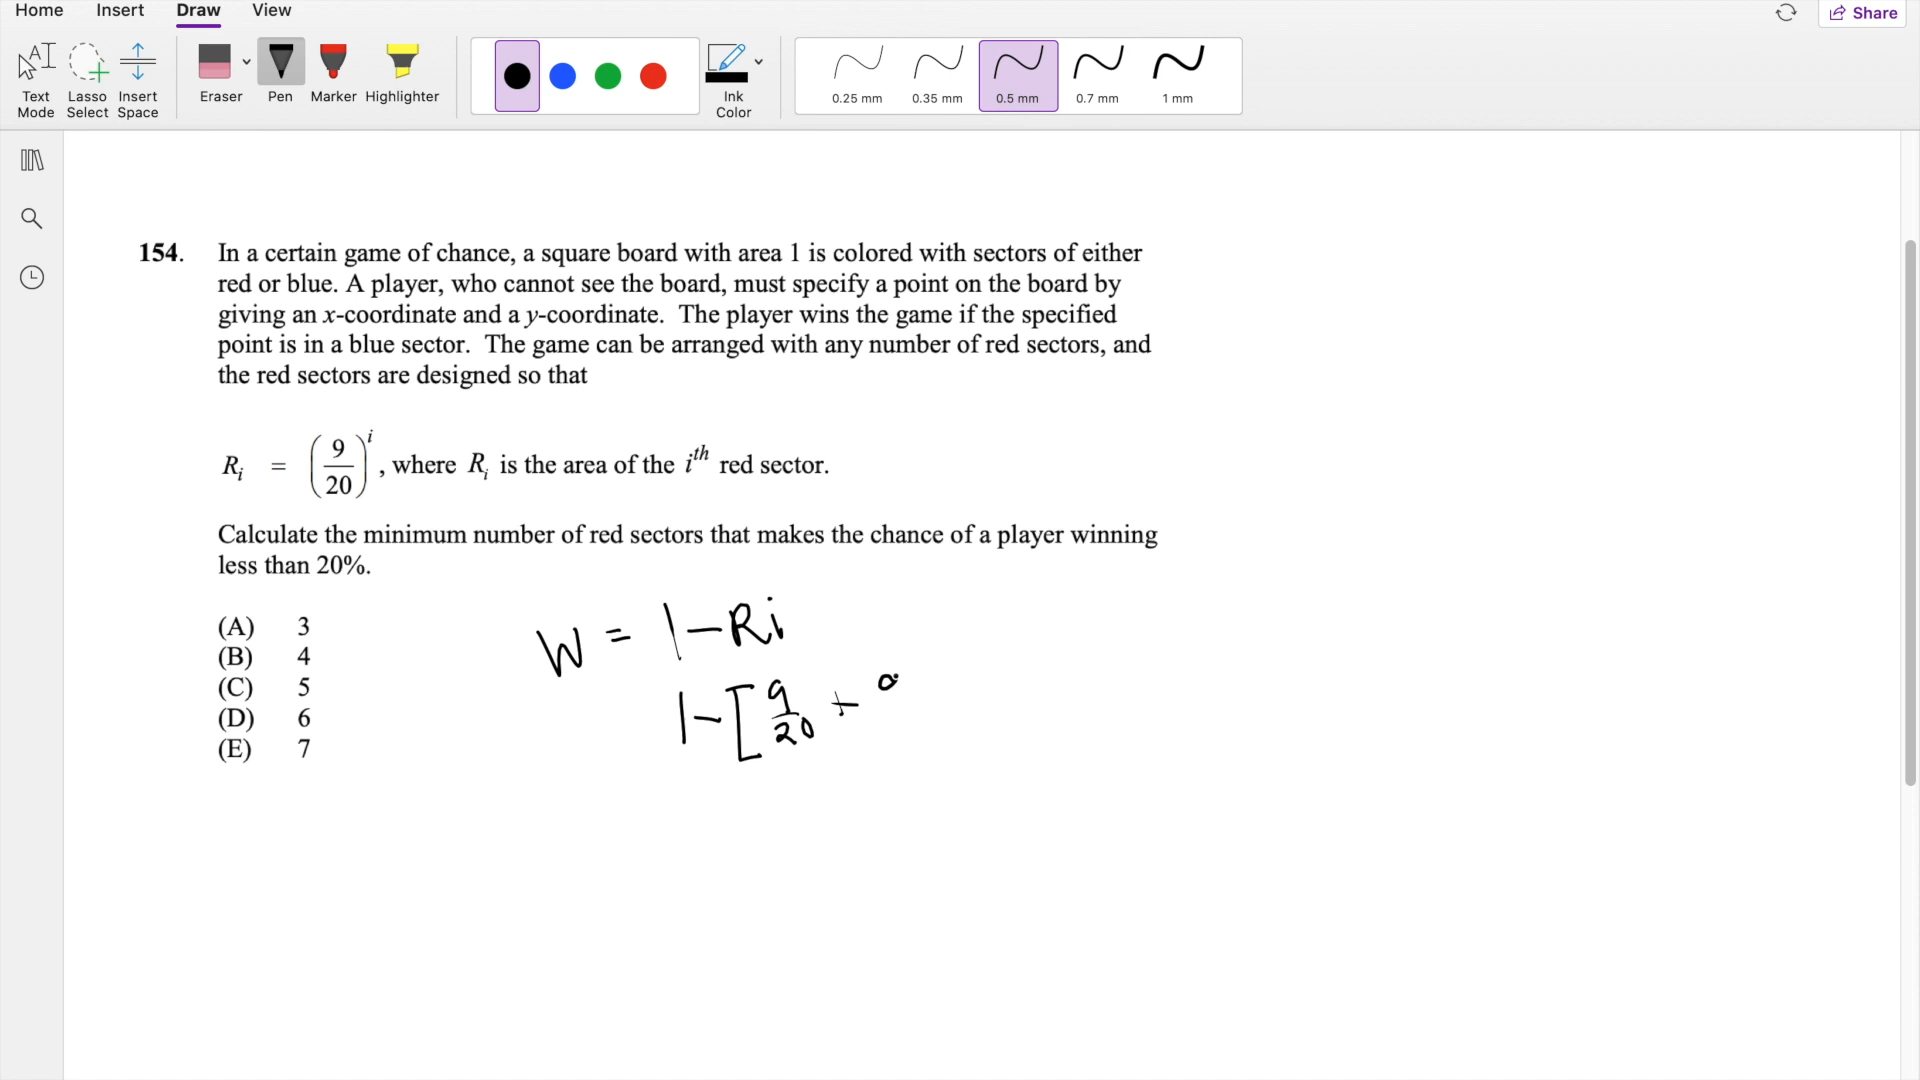 Home Insert Draw View Share
Text Mode Lasso Select Insert Space Eraser Pen Marker Highlighter Ink Color 0.25 mm 0.35 mm 0.5 mm 0.7 mm 1 mm
154. In a certain game of chance, a square board with area 1 is colored with sectors of either
red or blue. A player, who cannot see the board, must specify a point on the board by
giving an x-coordinate and a y-coordinate. The player wins the game if the specified
point is in a blue sector. The game can be arranged with any number of red sectors, and
the red sectors are designed so that
R_i = (9/20)^i, where R_i is the area of the i^th red sector.
Calculate the minimum number of red sectors that makes the chance of a player winning
less than 20%.
(A) 3
(B) 4
(C) 5
(D) 6
(E) 7
W = 1-Ri
1-[9/20 +